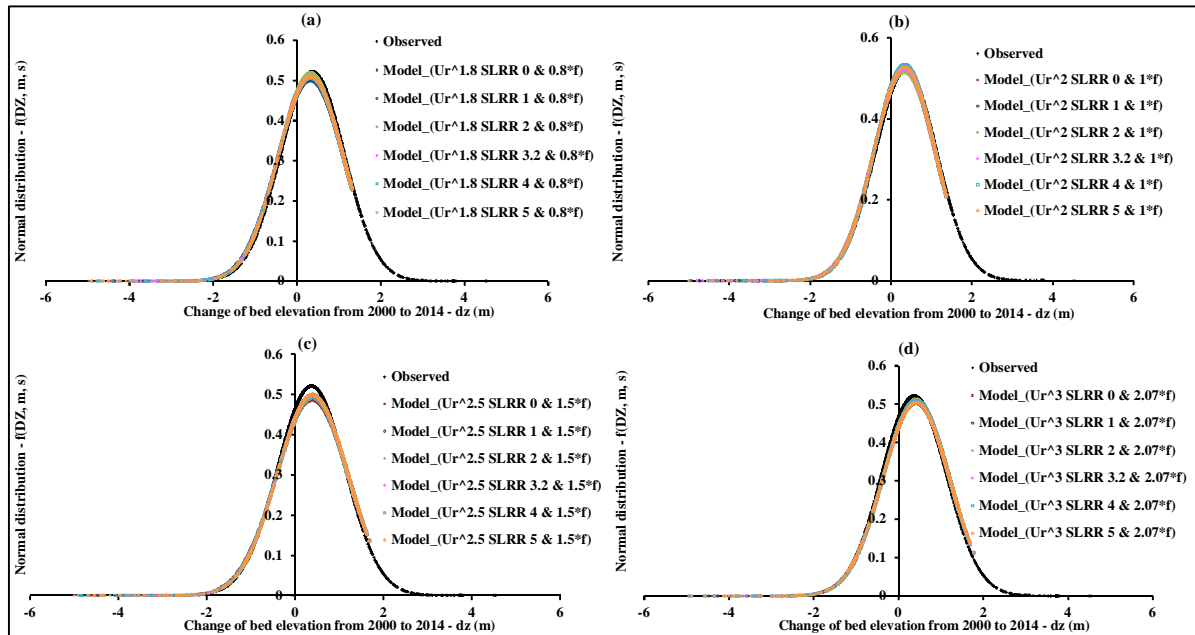 (a)
Normal distribution - f(DZ, m, s)
0.6
0.5
0.4
0.3
0.2
0.1
0
-6 -4 -2 0 2 4 6
Change of bed elevation from 2000 to 2014 - dz (m)
Observed
Model_(Ur^1.8 SLRR 0 & 0.8*f)
Model_(Ur^1.8 SLRR 1 & 0.8*f)
Model_(Ur^1.8 SLRR 2 & 0.8*f)
Model_(Ur^1.8 SLRR 3.2 & 0.8*f)
Model_(Ur^1.8 SLRR 4 & 0.8*f)
Model_(Ur^1.8 SLRR 5 & 0.8*f)
(b)
Normal distribution - f(DZ, m, s)
0.6
0.4
0.2
0
-6 -4 -2 0 2 4 6
Change of bed elevation from 2000 to 2014 - dz (m)
Observed
Model_(Ur^2 SLRR 0 & 1*f)
Model_(Ur^2 SLRR 1 & 1*f)
Model_(Ur^2 SLRR 2 & 1*f)
Model_(Ur^2 SLRR 3.2 & 1*f)
Model_(Ur^2 SLRR 4 & 1*f)
Model_(Ur^2 SLRR 5 & 1*f)
(c)
Normal distribution - f(DZ, m, s)
0.6
0.5
0.4
0.3
0.2
0.1
0
-6 -4 -2 0 2 4 6
Change of bed elevation from 2000 to 2014 - dz (m)
Observed
Model_(Ur^2.5 SLRR 0 & 1.5*f)
Model_(Ur^2.5 SLRR 1 & 1.5*f)
Model_(Ur^2.5 SLRR 2 & 1.5*f)
Model_(Ur^2.5 SLRR 3.2 & 1.5*f)
Model_(Ur^2.5 SLRR 4 & 1.5*f)
Model_(Ur^2.5 SLRR 5 & 1.5*f)
(d)
Normal distribution - f(DZ, m, s)
0.6
0.5
0.4
0.3
0.2
0.1
0
-6 -4 -2 0 2 4 6
Change of bed elevation from 2000 to 2014 - dz (m)
Observed
Model_(Ur^3 SLRR 0 & 2.07*f)
Model_(Ur^3 SLRR 1 & 2.07*f)
Model_(Ur^3 SLRR 2 & 2.07*f)
Model_(Ur^3 SLRR 3.2 & 2.07*f)
Model_(Ur^3 SLRR 4 & 2.07*f)
Model_(Ur^3 SLRR 5 & 2.07*f)